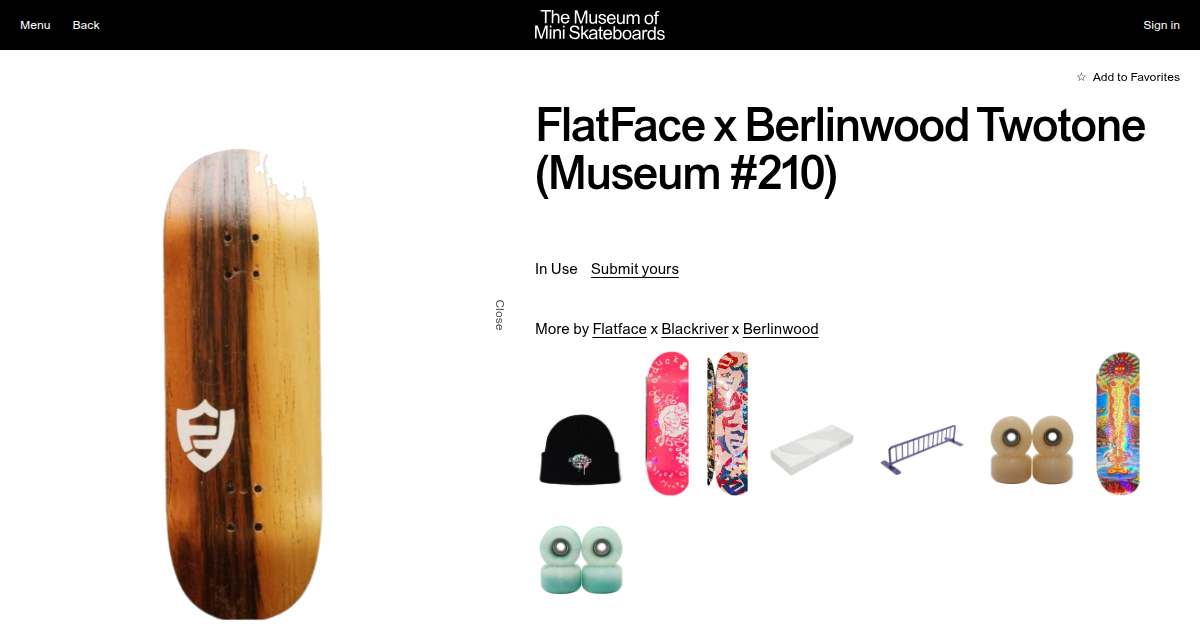 Menu
Back
The Museum of
Mini Skateboards
Sign in
☆ Add to Favorites
FlatFace x Berlinwood Twotone
(Museum #210)
In Use Submit yours
Close
More by Flatface x Blackriver x Berlinwood